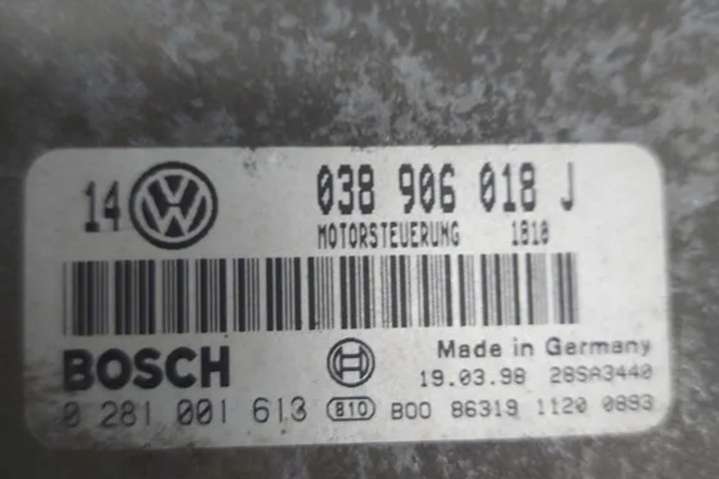 14 VW 038 906 018 J
MOTORSTEUERUNG 1810
BOSCH Made in Germany
19.03.98 28SA3440
0 281 001 613 810 B00 86319 1120 0893